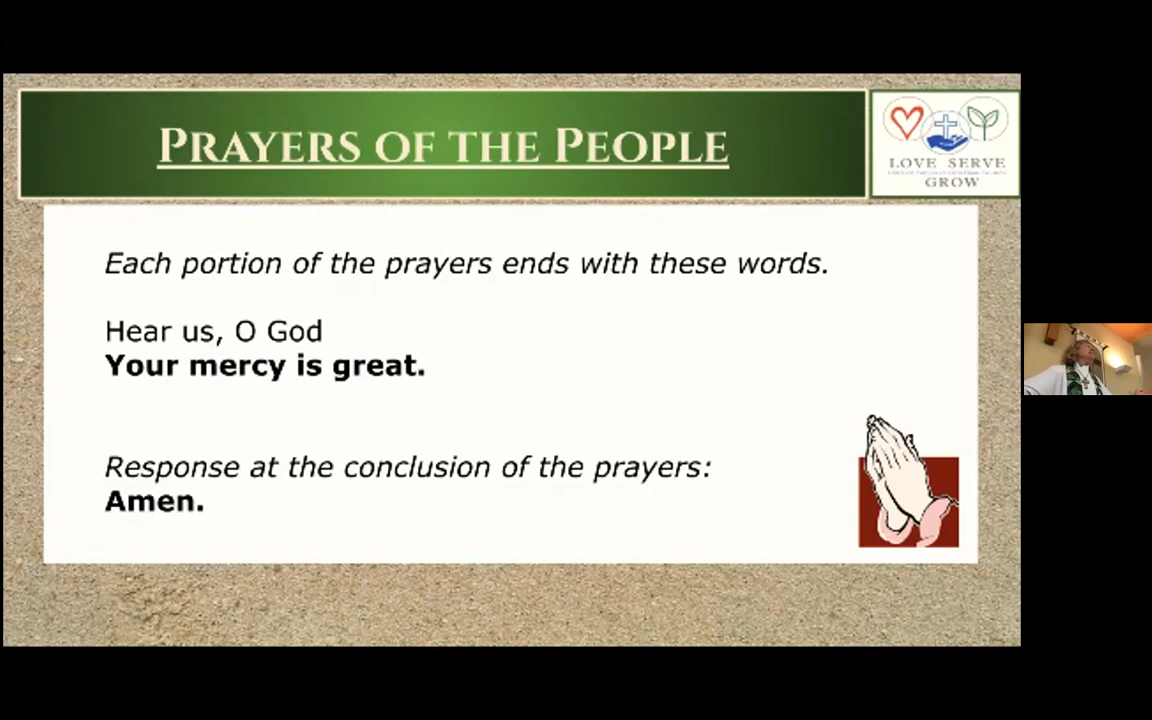 PRAYERS OF THE PEOPLE
LOVE SERVE
GROW
Each portion of the prayers ends with these words.
Hear us, O God
Your mercy is great.
Response at the conclusion of the prayers:
Amen.